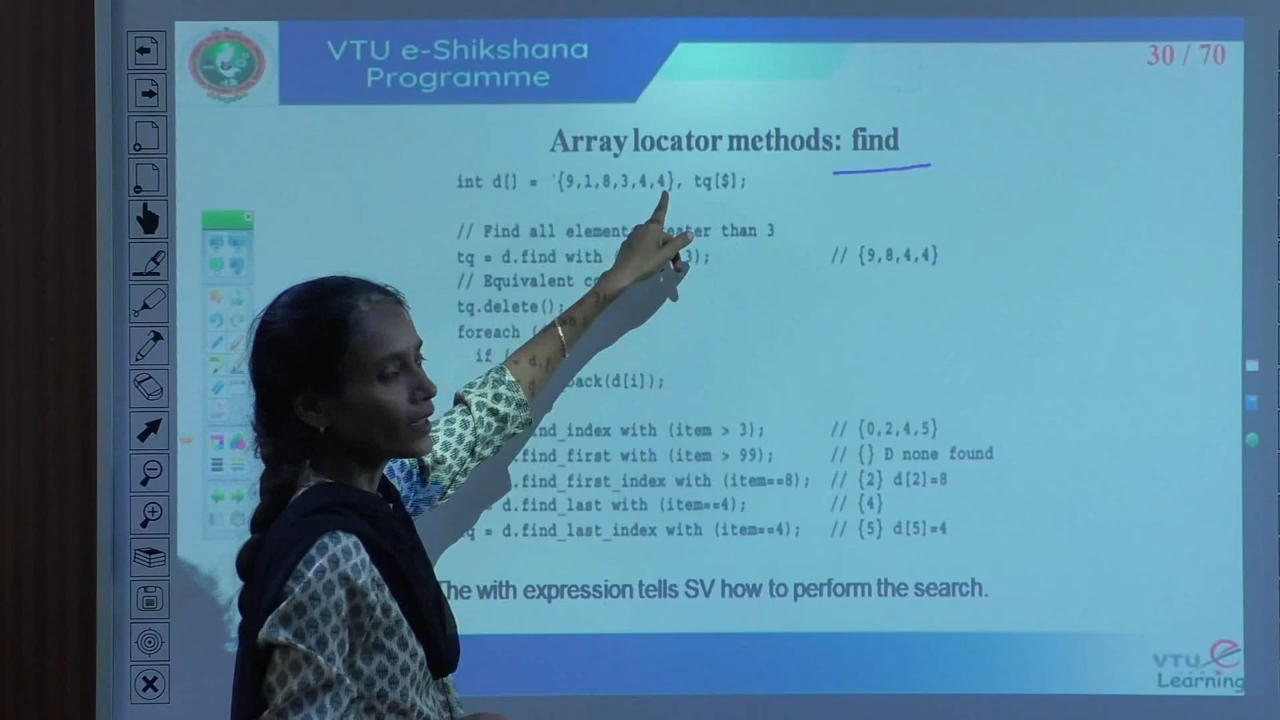 VTU e-Shikshana
Programme
30 / 70
Array locator methods: find
int d[] = '{9,1,8,3,4,4}, tq[$];
// Find all element greater than 3
tq = d.find with ( 3); // {9,8,4,4}
// Equivalent
tq.delete();
foreach (
if
back(d[i]);
find_index with (item > 3); // {0,2,4,5}
find_first with (item > 99); // {} D none found
d.find_first_index with (item==8); // {2} d[2]=8
= d.find_last with (item==4); // {4}
tq = d.find_last_index with (item==4); // {5} d[5]=4
The with expression tells SV how to perform the search.
VTU e
Learning